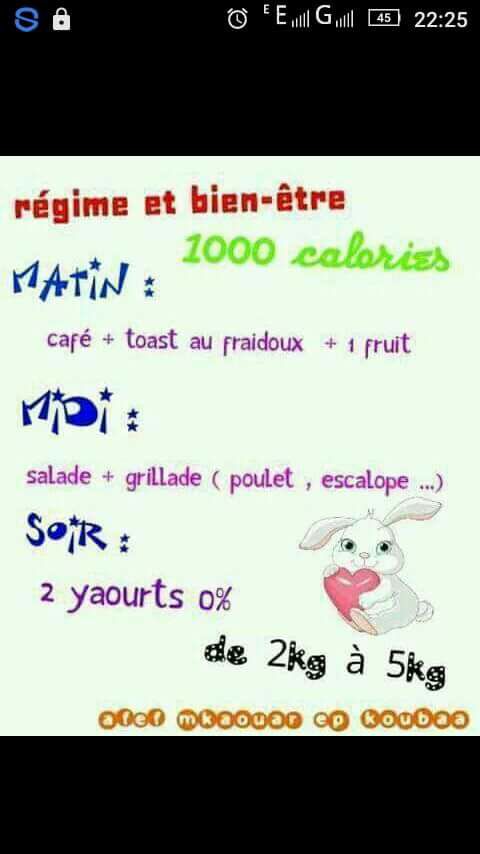 E E G 45 22:25
régime et bien-être
1000 calories
MATiN :
café + toast au fraidoux + 1 fruit
MiDi :
salade + grillade ( poulet , escalope ...)
SOiR :
2 yaourts 0%
de 2kg à 5kg
afef mkaouar ep koubaa